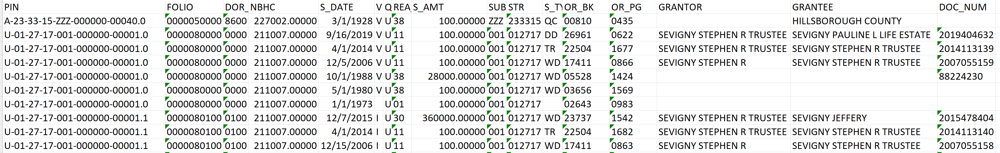 PIN FOLIO DOR_ NBHC S_DATE V Q REA_ S_AMT SUB STR S_TY OR_BK OR_PG GRANTOR GRANTEE DOC_NUM
A-23-33-15-ZZZ-000000-00040.0 0000050000 8600 227002.00000 3/1/1928 V U 38 100.00000 ZZZ 233315 QC 00810 0435 HILLSBOROUGH COUNTY
U-01-27-17-001-000000-00001.0 0000080000 0000 211007.00000 9/16/2019 V U 11 100.00000 001 012717 DD 26961 0622 SEVIGNY STEPHEN R TRUSTEE SEVIGNY PAULINE L LIFE ESTATE 2019404632
U-01-27-17-001-000000-00001.0 0000080000 0000 211007.00000 4/1/2014 V U 11 100.00000 001 012717 TR 22504 1677 SEVIGNY STEPHEN R TRUSTEE SEVIGNY STEPHEN R TRUSTEE 2014113139
U-01-27-17-001-000000-00001.0 0000080000 0000 211007.00000 12/5/2006 V U 11 100.00000 001 012717 WD 17411 0866 SEVIGNY STEPHEN R SEVIGNY STEPHEN R TRUSTEE 2007055159
U-01-27-17-001-000000-00001.0 0000080000 0000 211007.00000 10/1/1988 V U 38 28000.00000 001 012717 WD 05528 1424 88224230
U-01-27-17-001-000000-00001.0 0000080000 0000 211007.00000 5/1/1980 V U 38 100.00000 001 012717 WD 03656 1569
U-01-27-17-001-000000-00001.0 0000080000 0000 211007.00000 1/1/1973 U 01 100.00000 001 012717 02643 0983
U-01-27-17-001-000000-00001.1 0000080100 0100 211007.00000 12/7/2015 I U 30 360000.00000 001 012717 WD 23737 1542 SEVIGNY STEPHEN R TRUSTEE SEVIGNY JEFFERY 2015478404
U-01-27-17-001-000000-00001.1 0000080100 0100 211007.00000 4/1/2014 I U 11 100.00000 001 012717 TR 22504 1682 SEVIGNY STEPHEN R TRUSTEE SEVIGNY STEPHEN R TRUSTEE 2014113140
U-01-27-17-001-000000-00001.1 0000080100 0100 211007.00000 12/15/2006 I U 11 100.00000 001 012717 WD 17411 0863 SEVIGNY STEPHEN R SEVIGNY STEPHEN R TRUSTEE 2007055158